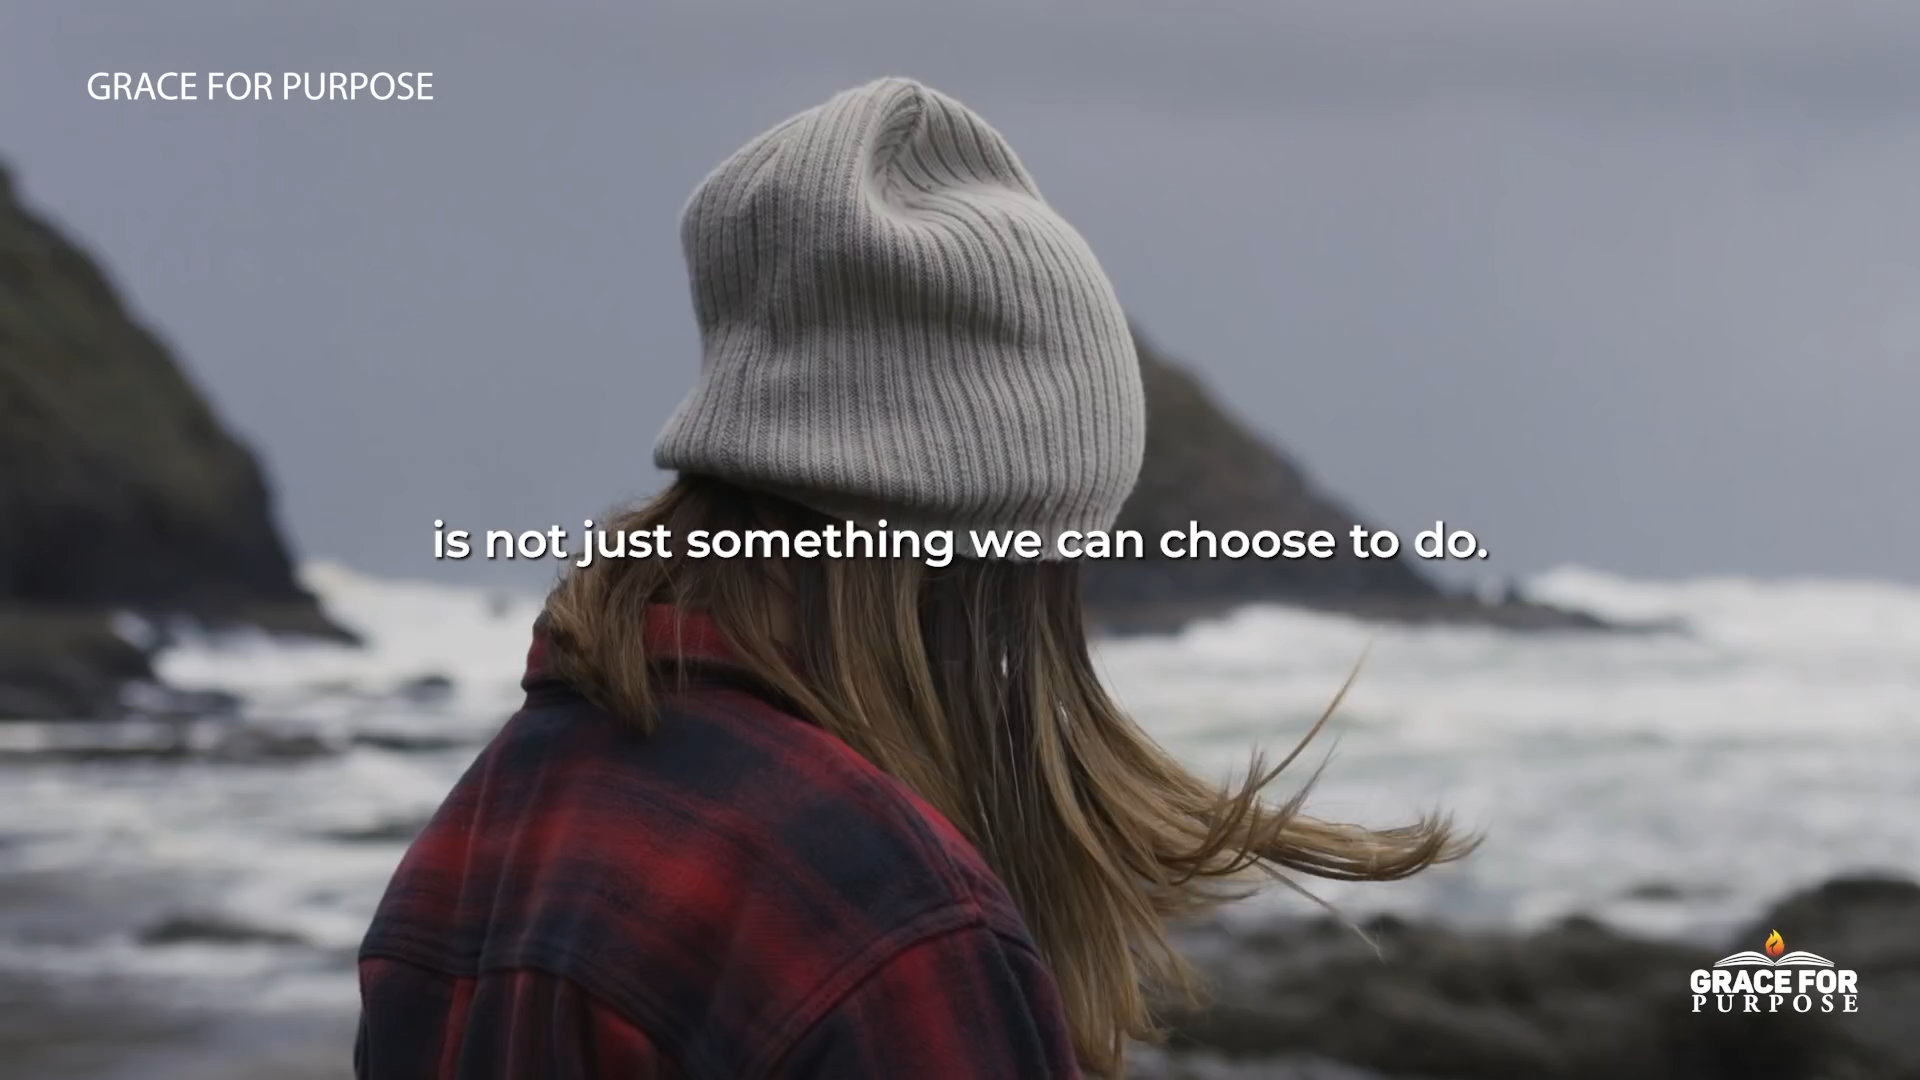 GRACE FOR PURPOSE
is not just something we can choose to do.
GRACE FOR
PURPOSE